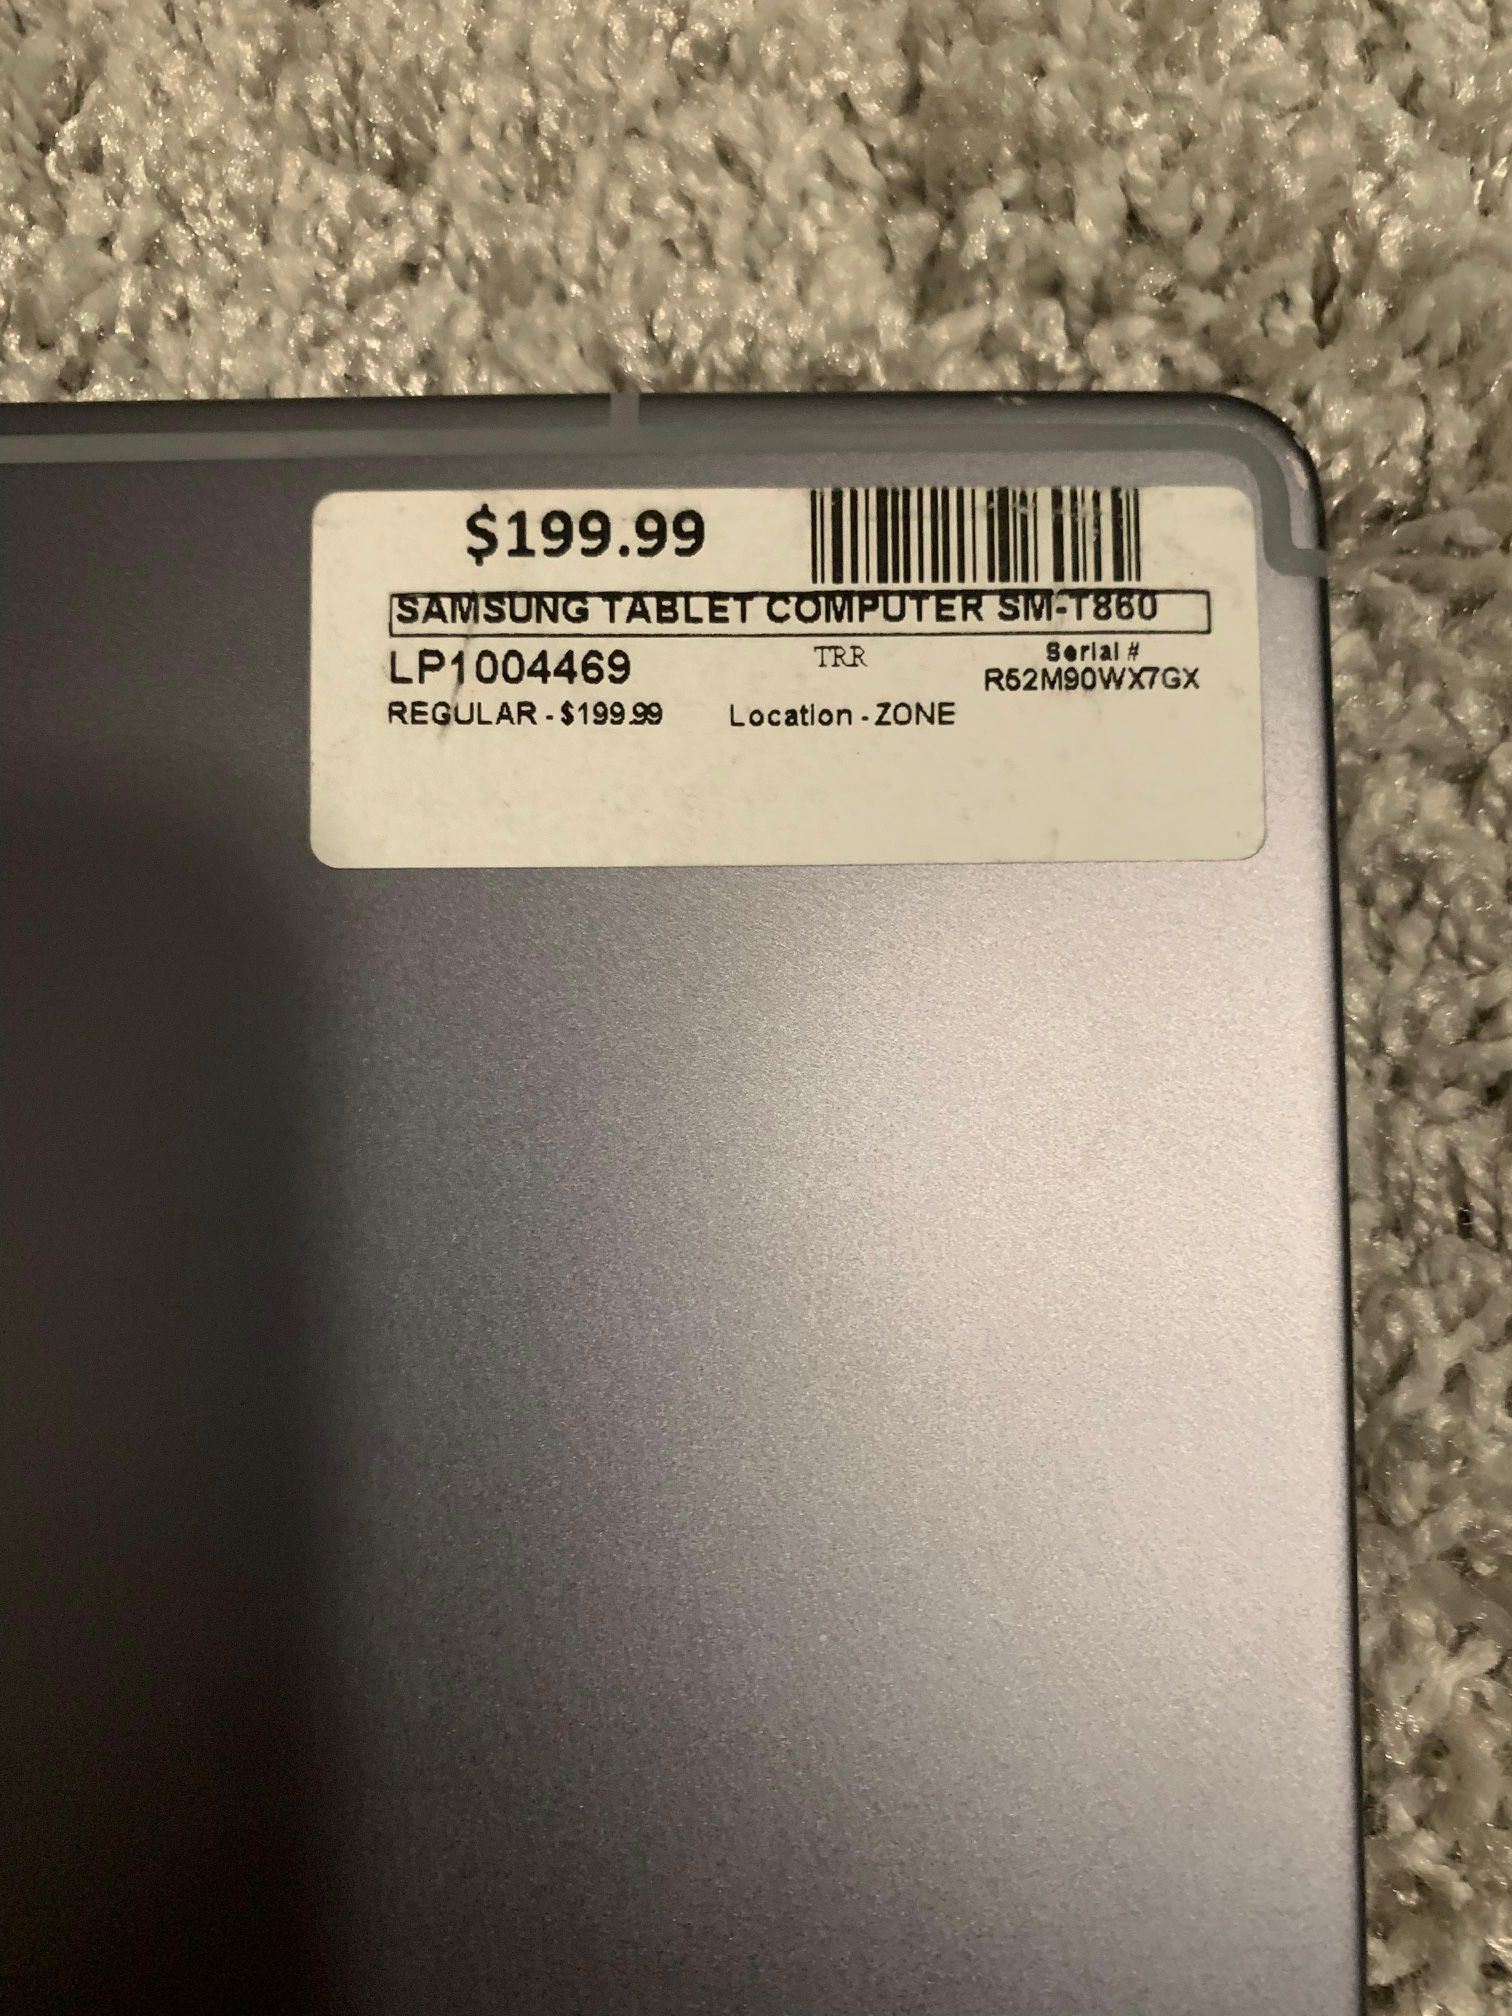 $199.99
SAMSUNG TABLET COMPUTER SM-T860
LP1004469 TRR Serial #
R52M90WX7GX
REGULAR - $199.99 Location - ZONE